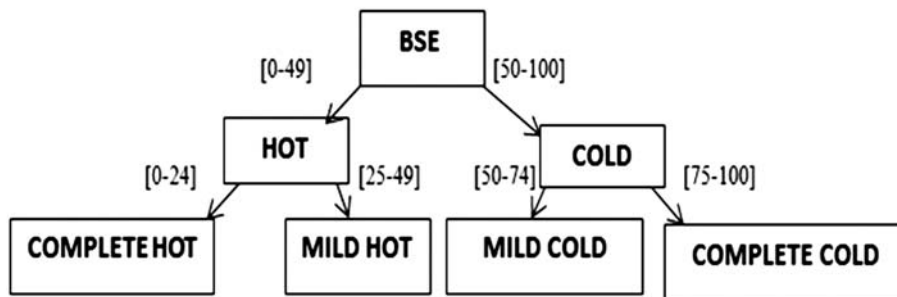 BSE
[0-49] [50-100]
HOT COLD
[0-24] [25-49] [50-74] [75-100]
COMPLETE HOT MILD HOT MILD COLD COMPLETE COLD